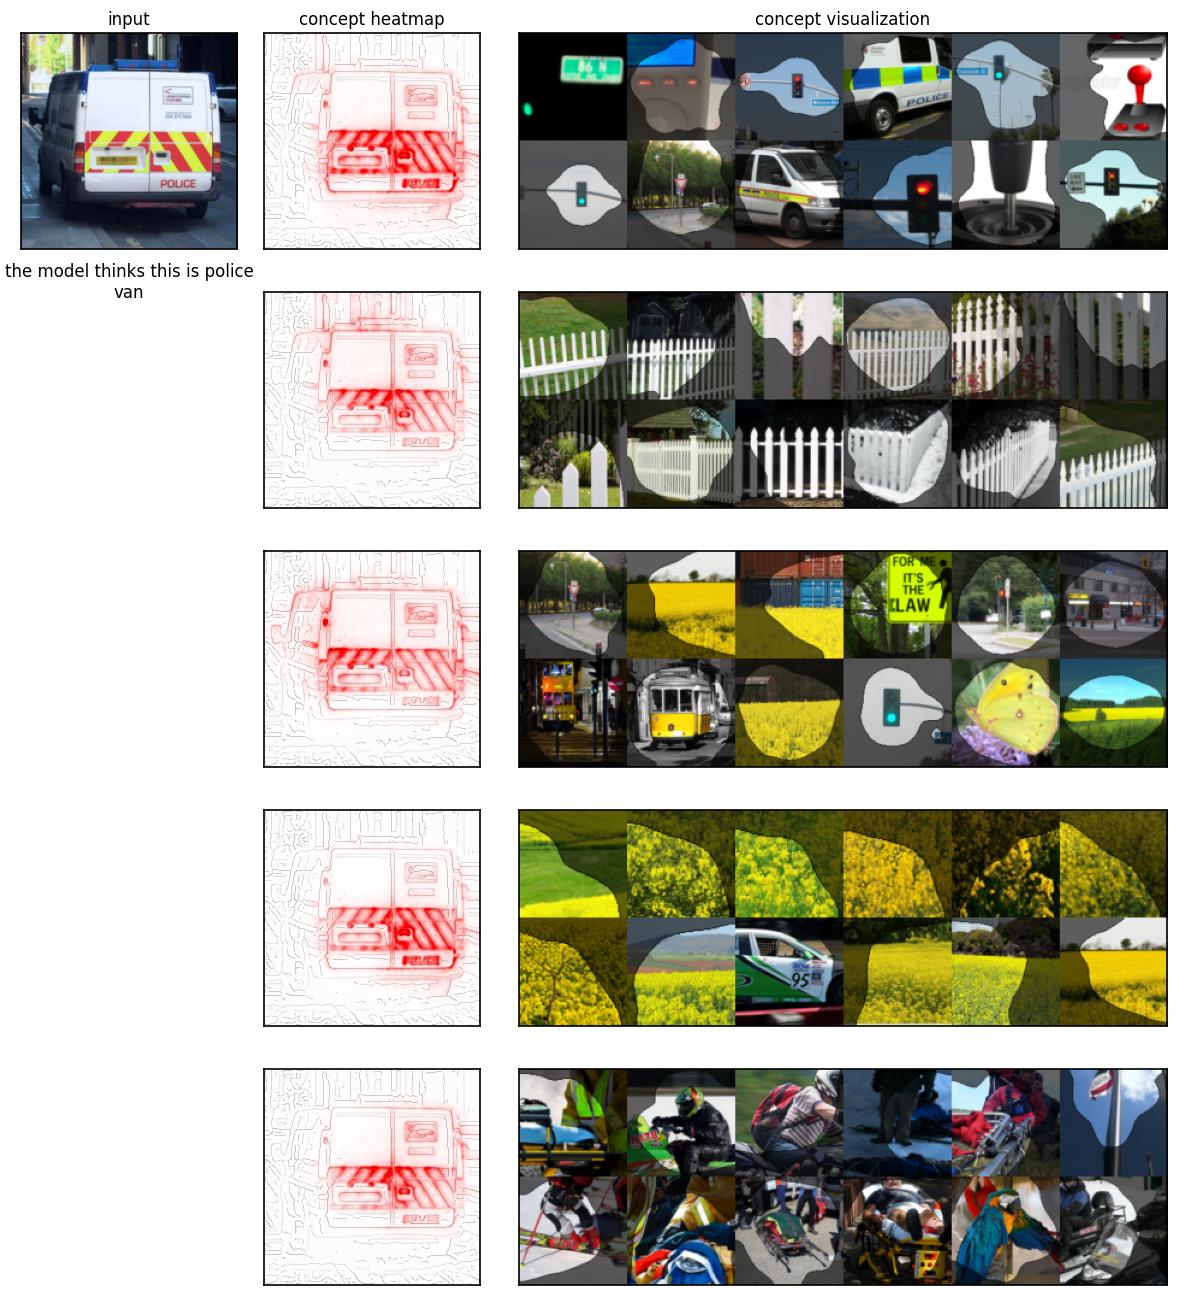 input
concept heatmap
concept visualization
86 N
POLICE
POLICE
the model thinks this is police
van
FOR ME
IT'S
THE
LAW
95